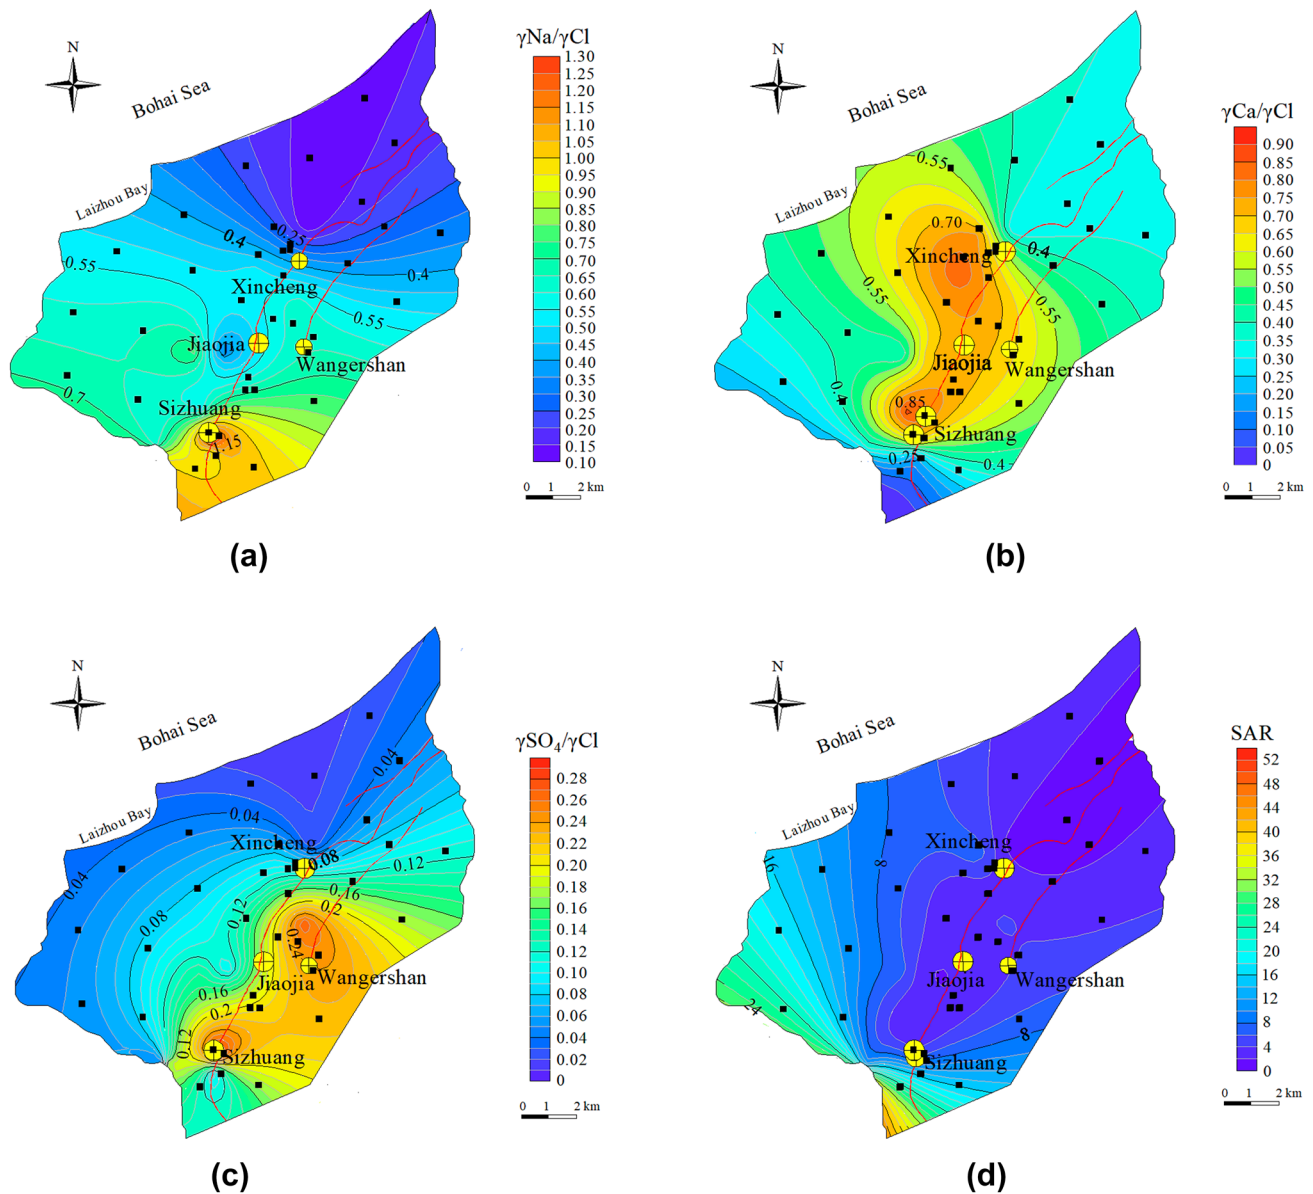 N
Bohai Sea
Laizhou Bay
γNa/γCl
1.30
1.20
1.15
1.10
1.05
1.00
0.95
0.90
0.85
0.80
0.75
0.70
0.65
0.60
0.55
0.50
0.45
0.40
0.35
0.30
0.25
0.20
0.15
0.10
0.25
0.4
0.4
0.55
0.55
0.7
Xincheng
Jiaojia
Wangershan
Sizhuang
1.15
0 1 2 km
(a)
N
Bohai Sea
Laizhou Bay
γCa/γCl
0.90
0.85
0.80
0.75
0.70
0.65
0.60
0.55
0.50
0.45
0.40
0.35
0.30
0.25
0.20
0.15
0.10
0.05
0
0.55
0.70
0.4
0.55
0.55
Xincheng
Jiaojia
Wangershan
0.4
0.85
Sizhuang
0.25
0.4
0 1 2 km
(b)
N
Bohai Sea
Laizhou Bay
γSO₄/γCl
0.28
0.26
0.24
0.22
0.20
0.18
0.16
0.14
0.12
0.10
0.08
0.06
0.04
0.02
0
0.04
0.04
0.04
Xincheng
0.08
0.12
0.16
0.2
0.08
0.12
0.24
Jiaojia
Wangershan
0.16
0.2
0.12
Sizhuang
0 1 2 km
(c)
N
Bohai Sea
Laizhou Bay
SAR
52
48
44
40
36
32
28
24
20
16
12
8
4
0
16
8
Xincheng
Jiaojia
Wangershan
24
8
Sizhuang
0 1 2 km
(d)